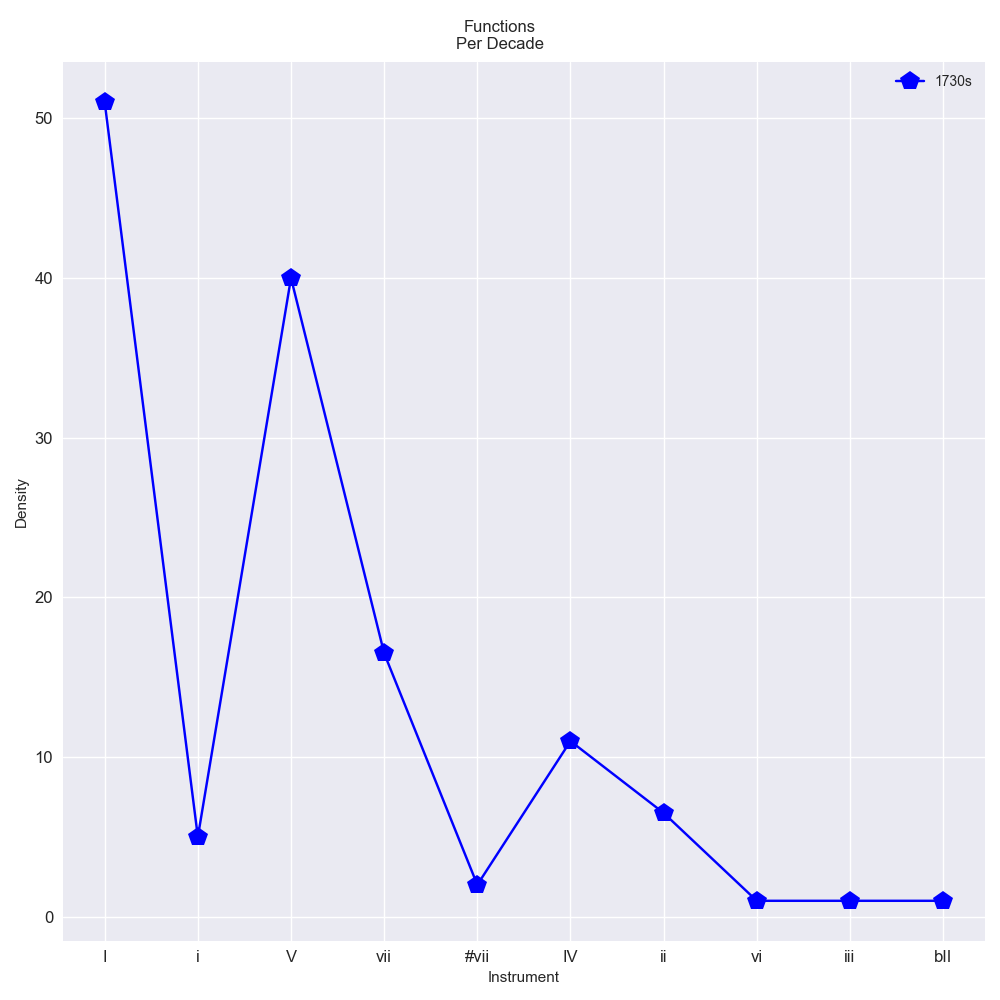 Functions
Per Decade
1730s
Density
50
40
30
20
10
0
I i V vii #vii IV ii vi iii bII
Instrument